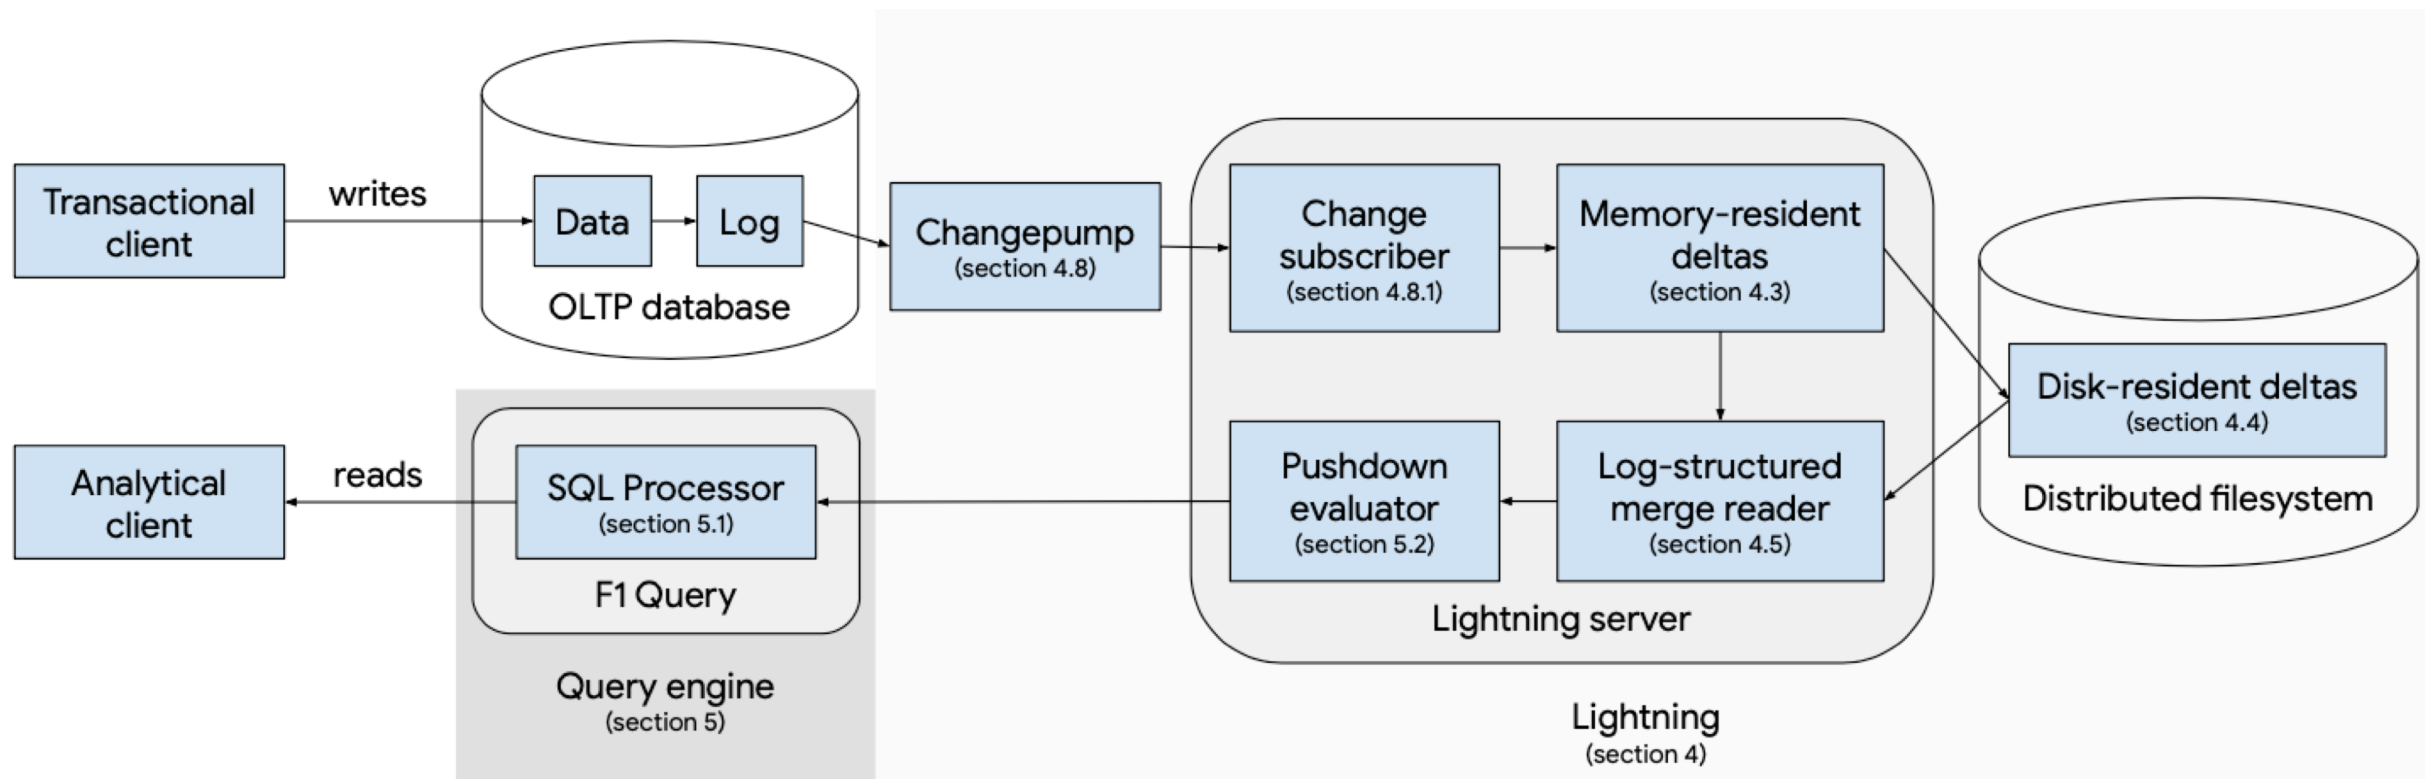 Transactional
client
writes
Data
Log
OLTP database
Changepump
(section 4.8)
Change
subscriber
(section 4.8.1)
Memory-resident
deltas
(section 4.3)
Disk-resident deltas
(section 4.4)
Distributed filesystem
Analytical
client
reads
SQL Processor
(section 5.1)
F1 Query
Query engine
(section 5)
Pushdown
evaluator
(section 5.2)
Log-structured
merge reader
(section 4.5)
Lightning server
Lightning
(section 4)